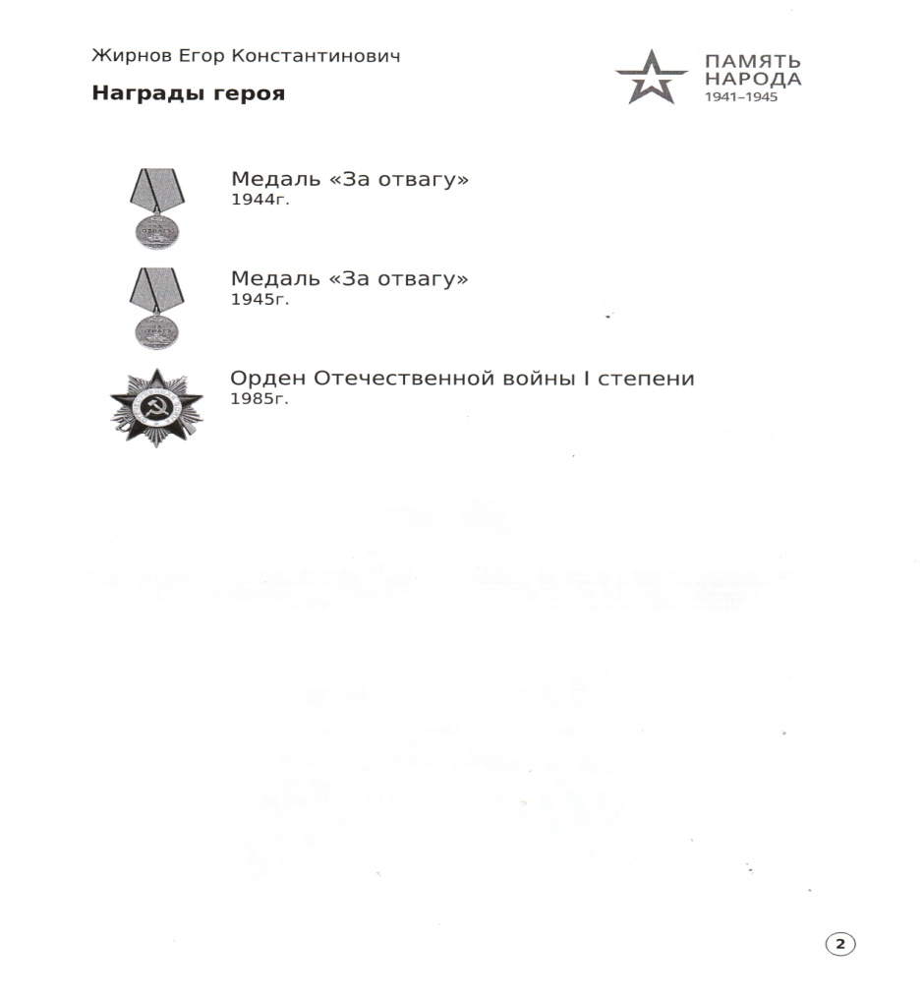 Жирнов Егор Константинович
Награды героя
ПАМЯТЬ
НАРОДА
1941–1945
Медаль «За отвагу»
1944г.
Медаль «За отвагу»
1945г.
Орден Отечественной войны I степени
1985г.
2